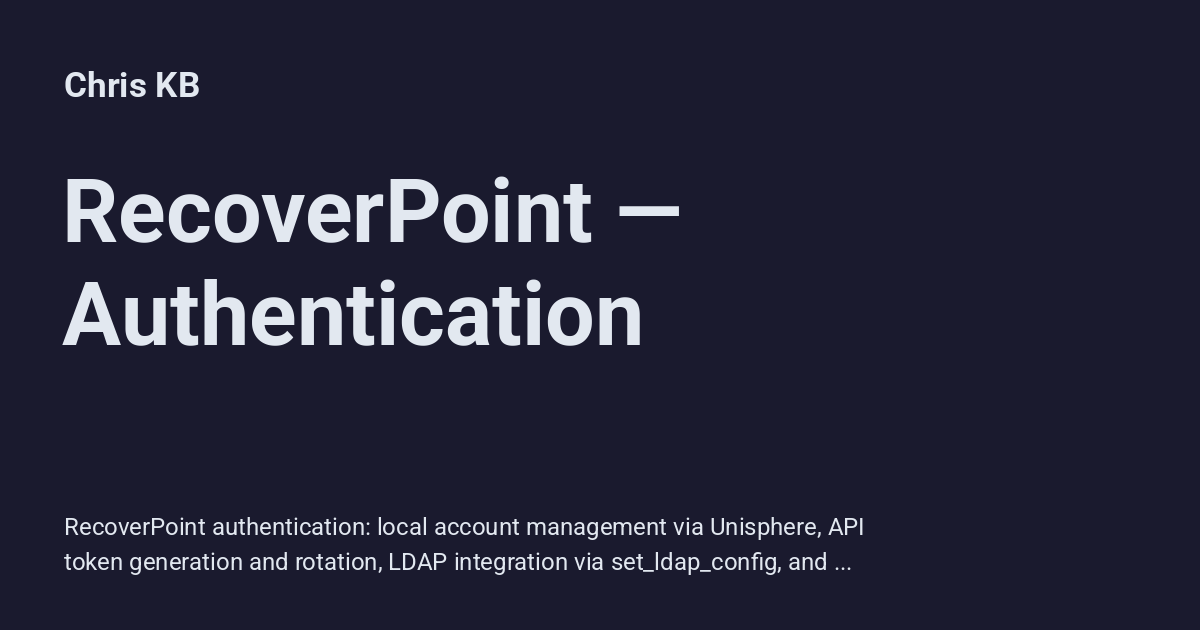 Chris KB
RecoverPoint —
Authentication
RecoverPoint authentication: local account management via Unisphere, API
token generation and rotation, LDAP integration via set_ldap_config, and ...